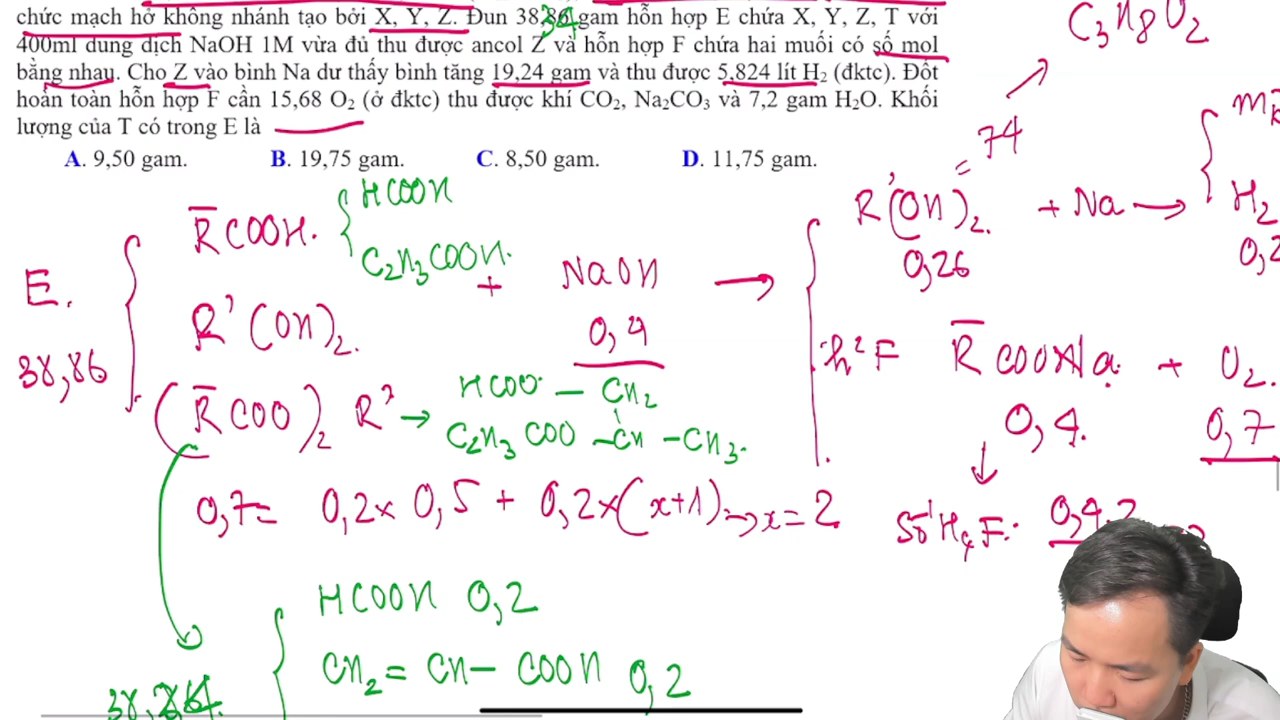 chức mạch hở không nhánh tạo bởi X, Y, Z. Đun 38,86 gam hỗn hợp E chứa X, Y, Z, T với
34
400ml dung dịch NaOH 1M vừa đủ thu được ancol Z và hỗn hợp F chứa hai muối có số mol
bằng nhau. Cho Z vào bình Na dư thấy bình tăng 19,24 gam và thu được 5,824 lít H₂ (đktc). Đốt
hoàn toàn hỗn hợp F cần 15,68 O₂ (ở đktc) thu được khí CO₂, Na₂CO₃ và 7,2 gam H₂O. Khối
lượng của T có trong E là
A. 9,50 gam. B. 19,75 gam. C. 8,50 gam. D. 11,75 gam.
C₃H₈O₂
= 74
E.
38,86
R̅COOH.
HCOOH
C₂H₃COOH.
R'(OH)₂.
(R̅COO)₂R' →
HCOO - CH₂
C₂H₃COO - CH - CH₃.
+ NaOH
0,4
→
R'(OH)₂.
0,26
+ Na →
H₂
h² F R̅COONa + O₂.
0,4. 0,7
0,7 = 0,2 x 0,5 + 0,2 x (x+1) → x = 2
Số H F:
HCOOH 0,2
CH₂ = CH - COOH 0,2